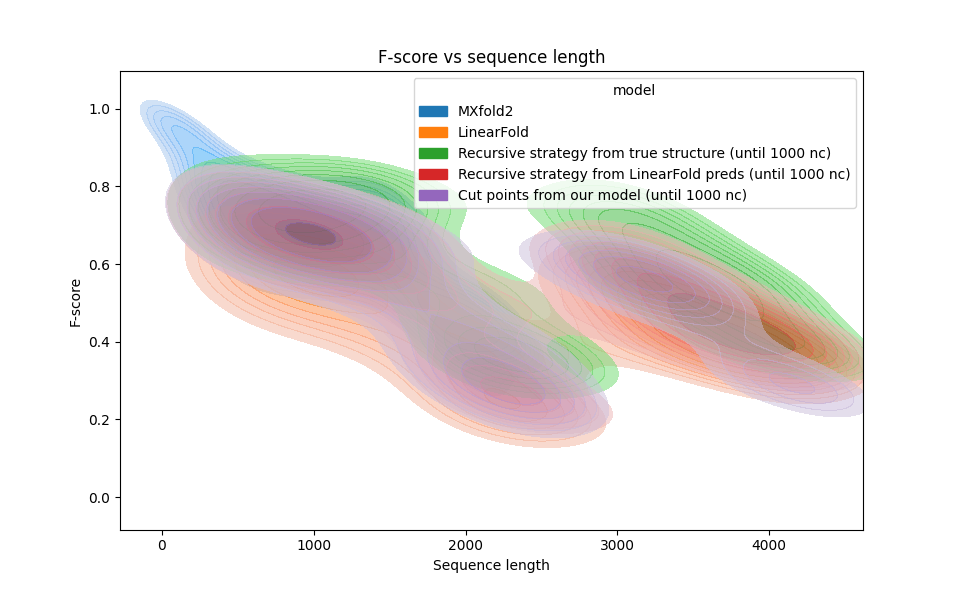 F-score vs sequence length
model
MXfold2
LinearFold
Recursive strategy from true structure (until 1000 nc)
Recursive strategy from LinearFold preds (until 1000 nc)
Cut points from our model (until 1000 nc)
F-score
1.0
0.8
0.6
0.4
0.2
0.0
0 1000 2000 3000 4000
Sequence length